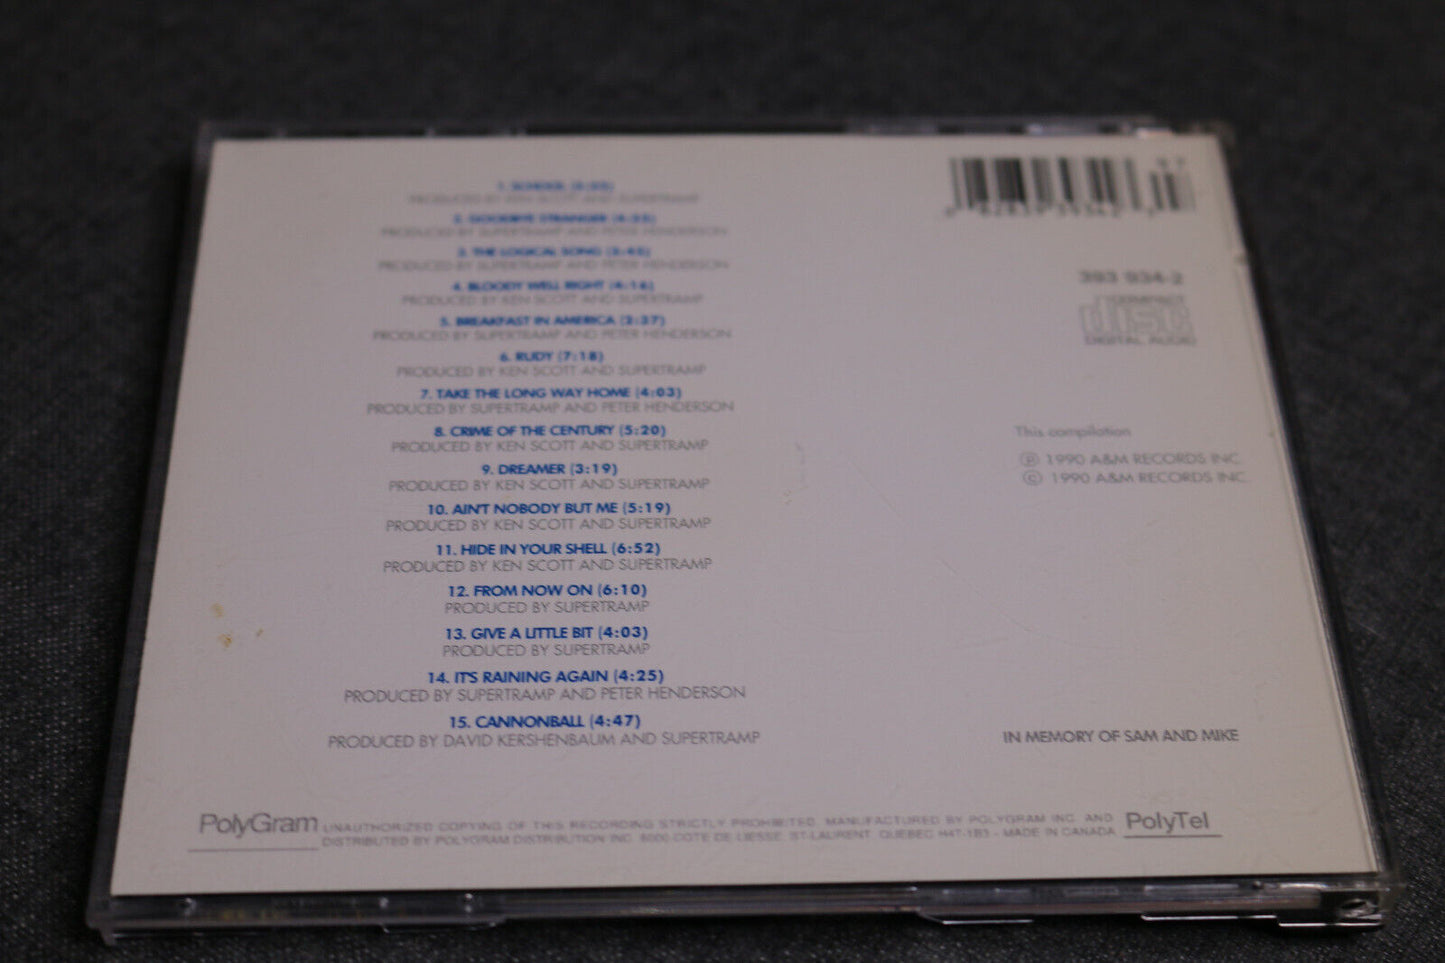 1. SCHOOL
PRODUCED BY KEN SCOTT AND SUPERTRAMP
2. GOODBYE STRANGER
PRODUCED BY SUPERTRAMP AND PETER HENDERSON
3. THE LOGICAL SONG (3:45)
PRODUCED BY SUPERTRAMP AND PETER HENDERSON
4. BLOODY WELL RIGHT (4:16)
PRODUCED BY KEN SCOTT AND SUPERTRAMP
5. BREAKFAST IN AMERICA (2:37)
PRODUCED BY SUPERTRAMP AND PETER HENDERSON
6. RUDY (7:18)
PRODUCED BY KEN SCOTT AND SUPERTRAMP
7. TAKE THE LONG WAY HOME (4:03)
PRODUCED BY SUPERTRAMP AND PETER HENDERSON
8. CRIME OF THE CENTURY (5:20)
PRODUCED BY KEN SCOTT AND SUPERTRAMP
9. DREAMER (3:19)
PRODUCED BY KEN SCOTT AND SUPERTRAMP
10. AIN'T NOBODY BUT ME (5:19)
PRODUCED BY KEN SCOTT AND SUPERTRAMP
11. HIDE IN YOUR SHELL (6:52)
PRODUCED BY KEN SCOTT AND SUPERTRAMP
12. FROM NOW ON (6:10)
PRODUCED BY SUPERTRAMP
13. GIVE A LITTLE BIT (4:03)
PRODUCED BY SUPERTRAMP
14. IT'S RAINING AGAIN (4:25)
PRODUCED BY SUPERTRAMP AND PETER HENDERSON
15. CANNONBALL (4:47)
PRODUCED BY DAVID KERSHENBAUM AND SUPERTRAMP
393 934-2
COMPACT
disc
DIGITAL AUDIO
This compilation
℗ 1990 A&M RECORDS INC.
© 1990 A&M RECORDS INC.
IN MEMORY OF SAM AND MIKE
PolyGram
UNAUTHORIZED COPYING OF THIS RECORDING STRICTLY PROHIBITED. MANUFACTURED BY POLYGRAM INC. AND
DISTRIBUTED BY POLYGRAM DISTRIBUTION INC. 6000 COTE DE LIESSE, ST-LAURENT, QUEBEC H4T 1E3 - MADE IN CANADA
PolyTel